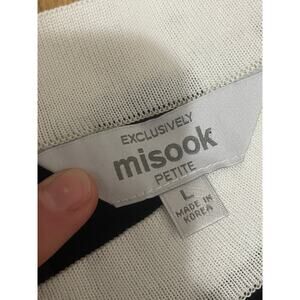 EXCLUSIVELY
misook
PETITE
L
MADE IN
KOREA